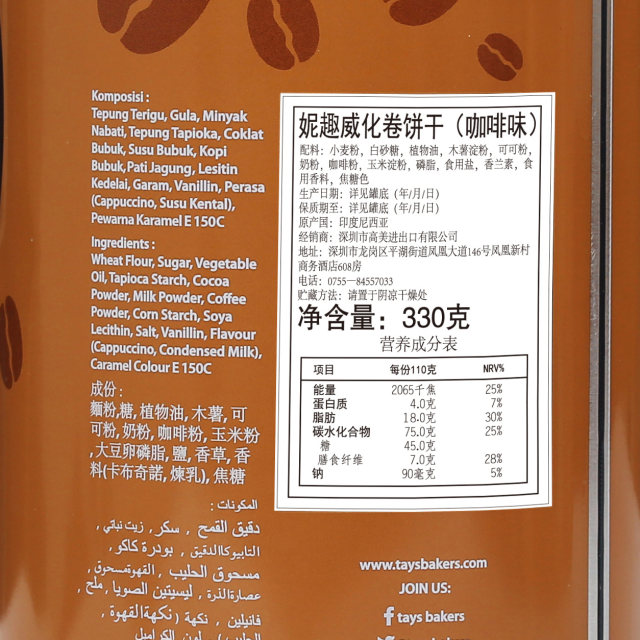 Komposisi :
Tepung Terigu, Gula, Minyak
Nabati, Tepung Tapioka, Coklat
Bubuk, Susu Bubuk, Kopi
Bubuk,Pati Jagung, Lesitin
Kedelai, Garam, Vanillin, Perasa
(Cappuccino, Susu Kental),
Pewarna Karamel E 150C
Ingredients :
Wheat Flour, Sugar, Vegetable
Oil,Tapioca Starch, Cocoa
Powder, Milk Powder, Coffee
Powder, Corn Starch, Soya
Lecithin, Salt, Vanillin, Flavour
(Cappuccino, Condensed Milk),
Caramel Colour E 150C
成份 :
麵粉,糖, 植物油, 木薯, 可
可粉, 奶粉, 咖啡粉, 玉米粉
, 大豆卵磷脂, 鹽, 香草, 香
料(卡布奇諾, 煉乳), 焦糖
المكونات :
دقيق القمح , سكر, زيت نباتي ,
التابيوكا الدقيق , بودرة كاكو ,
مسحوق الحليب , القهوة مسحوق ,
عصارة الذرة , ليسيتين الصويا , ملح ,
فانيلين, نكهة (نكهة القهوة ,
妮趣威化卷饼干（咖啡味）
配料：小麦粉，白砂糖，植物油，木薯淀粉，可可粉，
奶粉，咖啡粉，玉米淀粉，磷脂，食用盐，香兰素，食
用香料，焦糖色
生产日期：详见罐底（年/月/日）
保质期至：详见罐底（年/月/日）
原产国：印度尼西亚
经销商：深圳市高美进出口有限公司
地址：深圳市龙岗区平湖街道凤凰大道146号凤凰新村
商务酒店608房
电话：0755—84557033
贮藏方法：请置于阴凉干燥处
净含量：330克
营养成分表
项目 每份110克 NRV%
能量 2065千焦 25%
蛋白质 4.0克 7%
脂肪 18.0克 30%
碳水化合物 75.0克 25%
糖 45.0克
膳食纤维 7.0克 28%
钠 90毫克 5%
www.taysbakers.com
JOIN US:
tays bakers